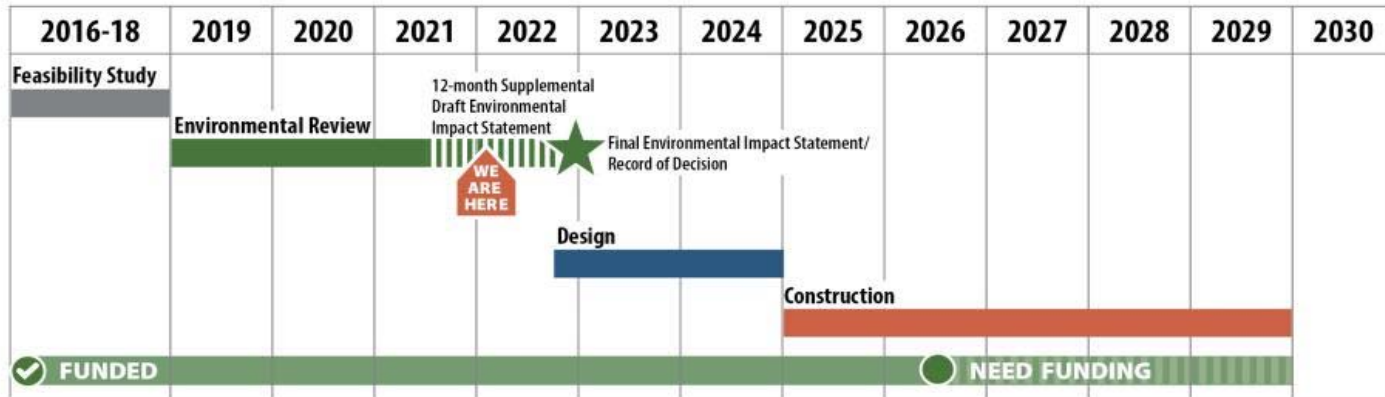 2016-18 2019 2020 2021 2022 2023 2024 2025 2026 2027 2028 2029 2030
Feasibility Study
12-month Supplemental
Draft Environmental
Impact Statement
Environmental Review
Final Environmental Impact Statement/
Record of Decision
WE
ARE
HERE
Design
Construction
FUNDED
NEED FUNDING